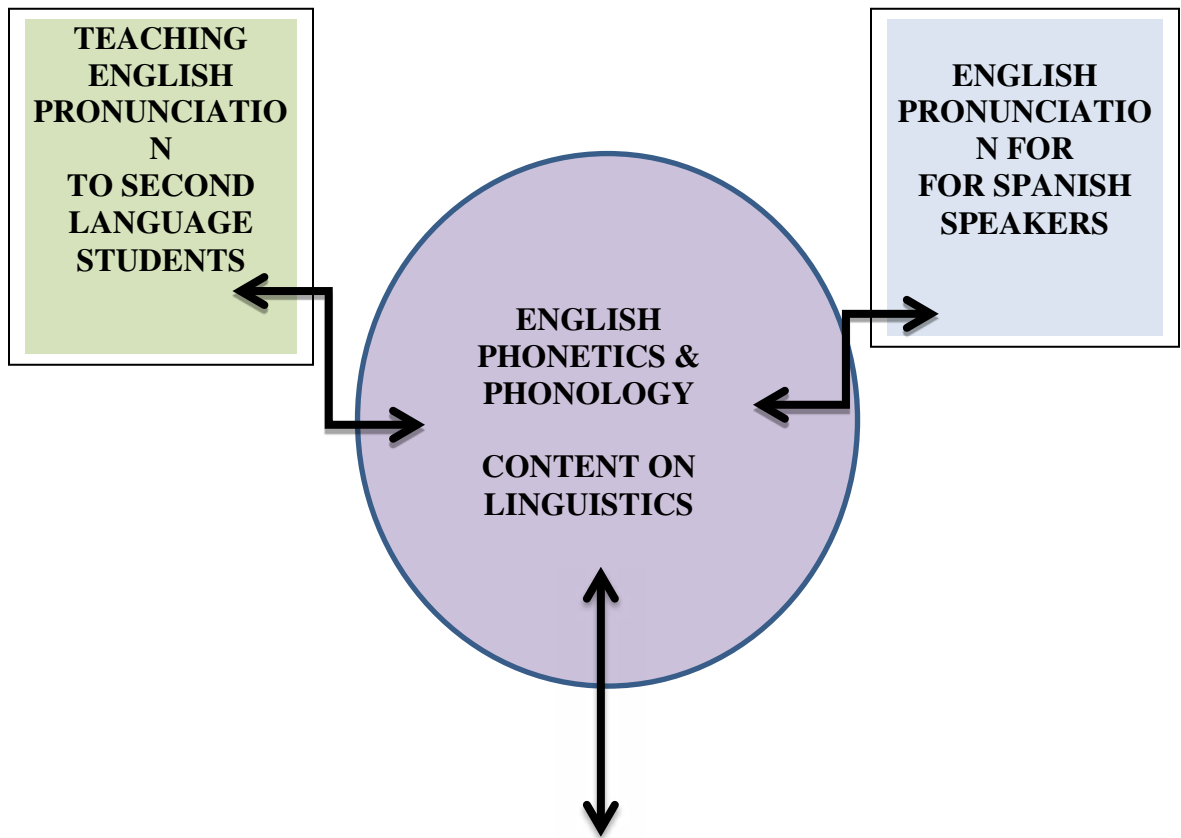 TEACHING
ENGLISH
PRONUNCIATIO
N
TO SECOND
LANGUAGE
STUDENTS
ENGLISH
PRONUNCIATIO
N FOR
FOR SPANISH
SPEAKERS
ENGLISH
PHONETICS &
PHONOLOGY
CONTENT ON
LINGUISTICS